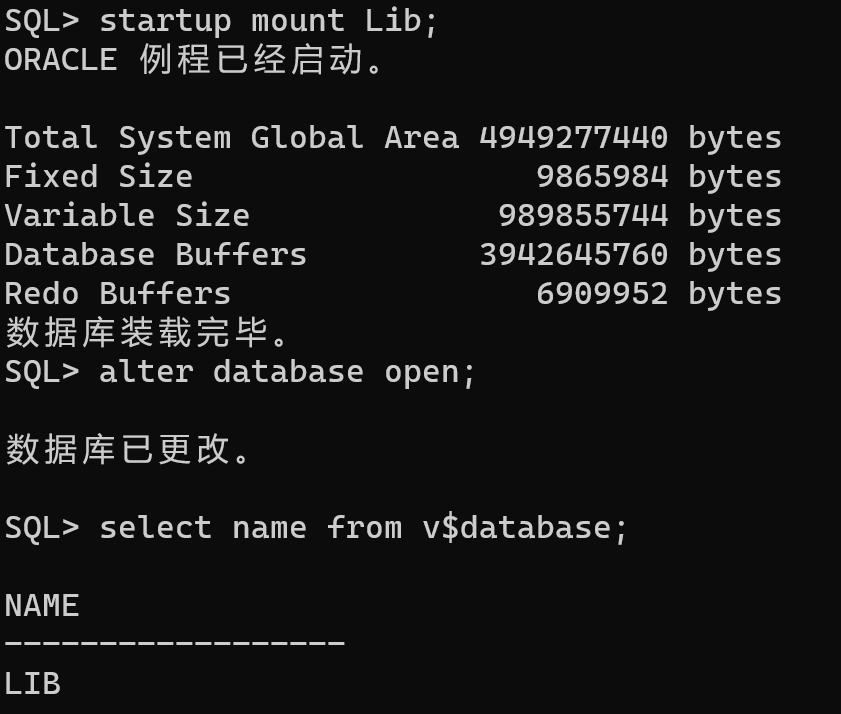 SQL> startup mount Lib;
ORACLE 例程已经启动。
Total System Global Area 4949277440 bytes
Fixed Size 9865984 bytes
Variable Size 989855744 bytes
Database Buffers 3942645760 bytes
Redo Buffers 6909952 bytes
数据库装载完毕。
SQL> alter database open;
数据库已更改。
SQL> select name from v$database;
NAME
------------------
LIB